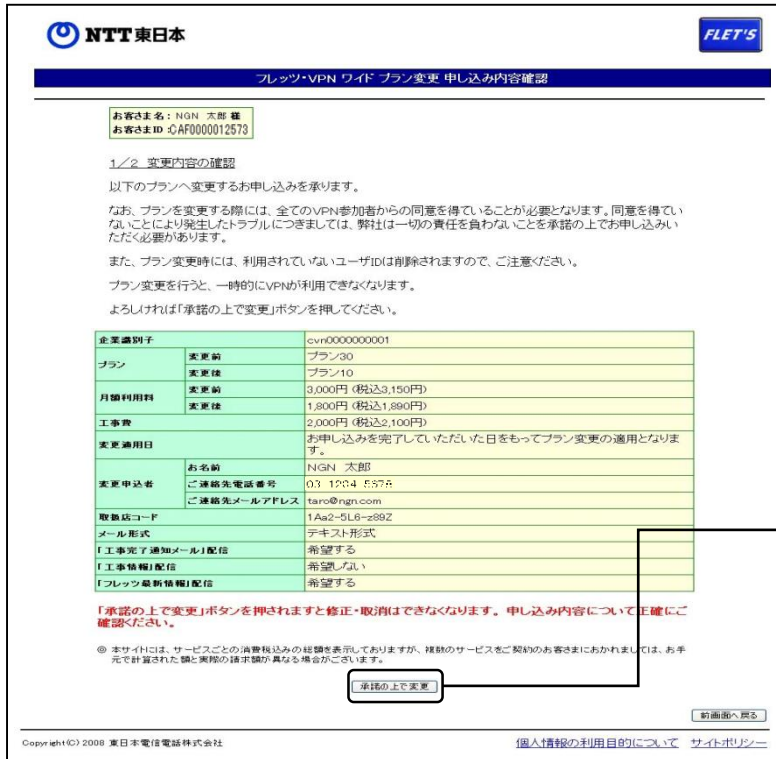 NTT東日本
FLET'S
フレッツ・VPN ワイド プラン変更 申し込み内容確認
お客さま名：NGN 太郎 様
お客さまID：CAF0000012573
1／2 変更内容の確認
以下のプランへ変更するお申し込みを承ります。
なお、プランを変更する際には、全てのVPN参加者からの同意を得ていることが必要となります。同意を得てい
ないことにより発生したトラブルにつきましては、弊社は一切の責任を負わないことを承諾の上でお申し込みい
ただく必要があります。
また、プラン変更時には、利用されていないユーザIDは削除されますので、ご注意ください。
プラン変更を行うと、一時的にVPNが利用できなくなります。
よろしければ「承諾の上で変更」ボタンを押してください。
企業識別子 cvn0000000001
プラン 変更前 プラン30
変更後 プラン10
月額利用料 変更前 3,000円（税込3,150円）
変更後 1,800円（税込1,890円）
工事費 2,000円（税込2,100円）
変更適用日 お申し込みを完了していただいた日をもってプラン変更の適用となりま
す。
変更申込者 お名前 NGN 太郎
ご連絡先電話番号 03 1234 5678
ご連絡先メールアドレス taro@ngn.com
取扱店コード 1Aa2-5L6-z89Z
メール形式 テキスト形式
「工事完了通知メール」配信 希望する
「工事情報」配信 希望しない
「フレッツ最新情報」配信 希望する
「承諾の上で変更」ボタンを押されますと修正・取消はできなくなります。申し込み内容について正確にご
確認ください。
◎ 本サイトには、サービスごとの消費税込みの総額を表示しておりますが、複数のサービスをご契約のお客さまにおかれましては、お手
元で計算された額と実際の請求額が異なる場合がございます。
承諾の上で変更
前画面へ戻る
Copyright(C) 2008 東日本電信電話株式会社
個人情報の利用目的について サイトポリシー